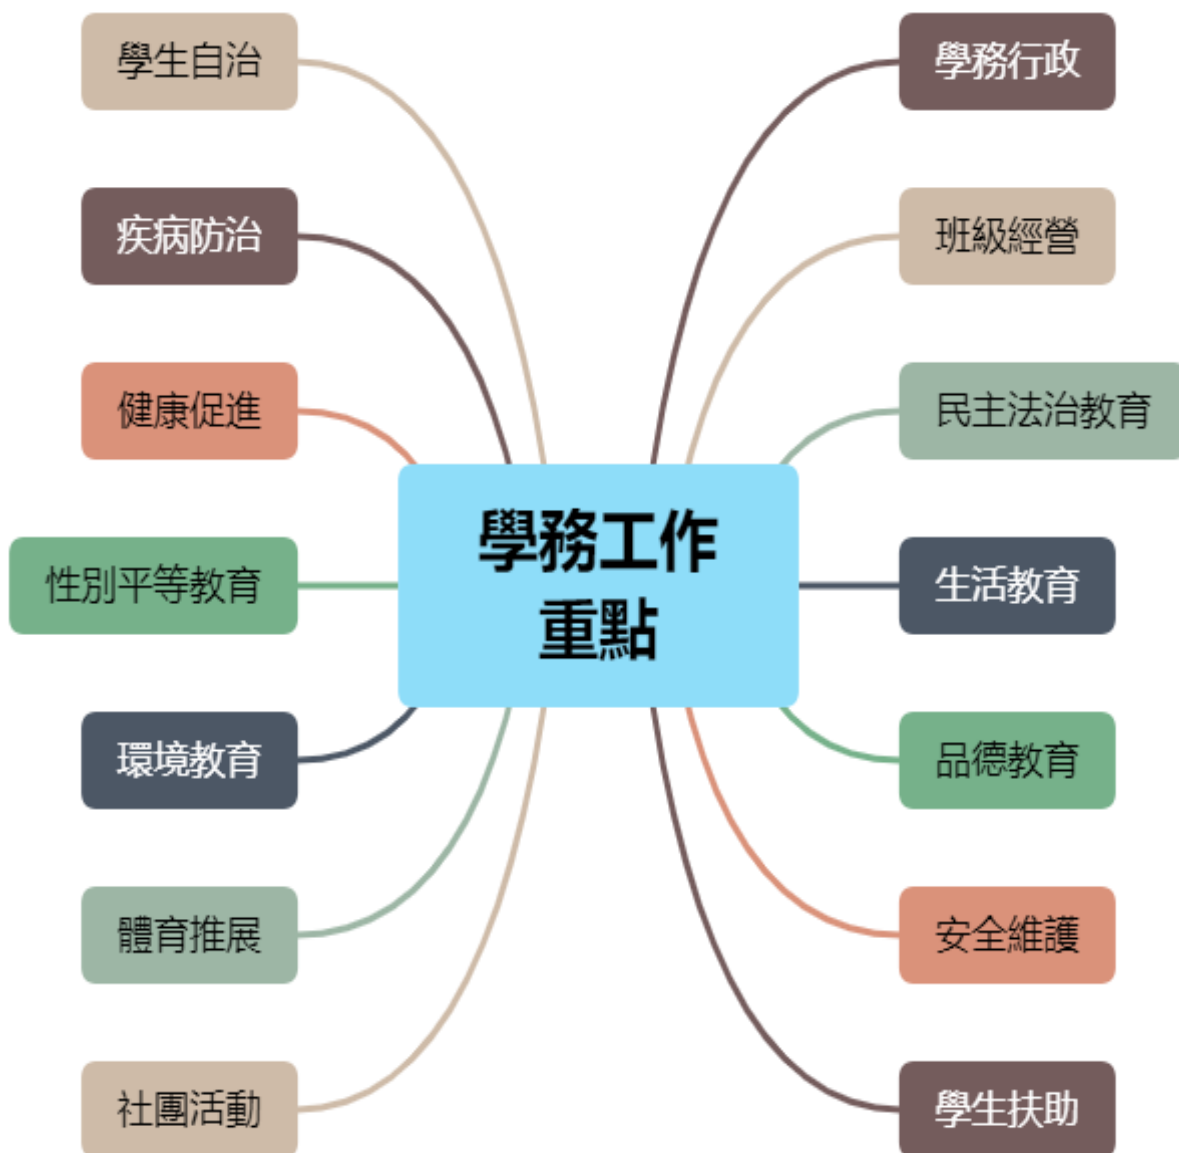 學務工作
重點
學務行政
班級經營
民主法治教育
生活教育
品德教育
安全維護
學生扶助
學生自治
疾病防治
健康促進
性別平等教育
環境教育
體育推展
社團活動